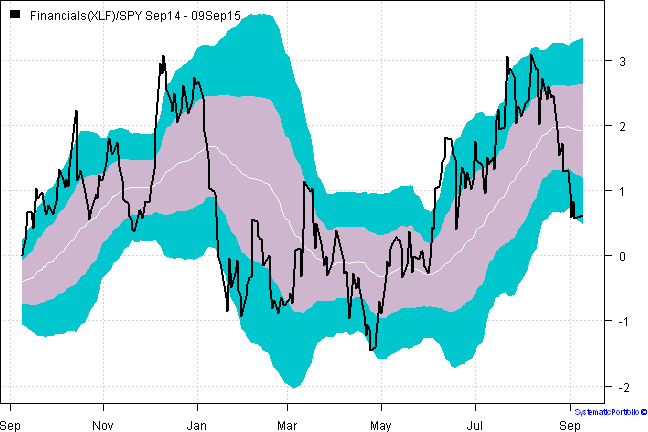 Financials(XLF)/SPY Sep14 - 09Sep15
3
2
1
0
-1
-2
Sep Nov Jan Mar May Jul Sep
SystematicPortfolio ©